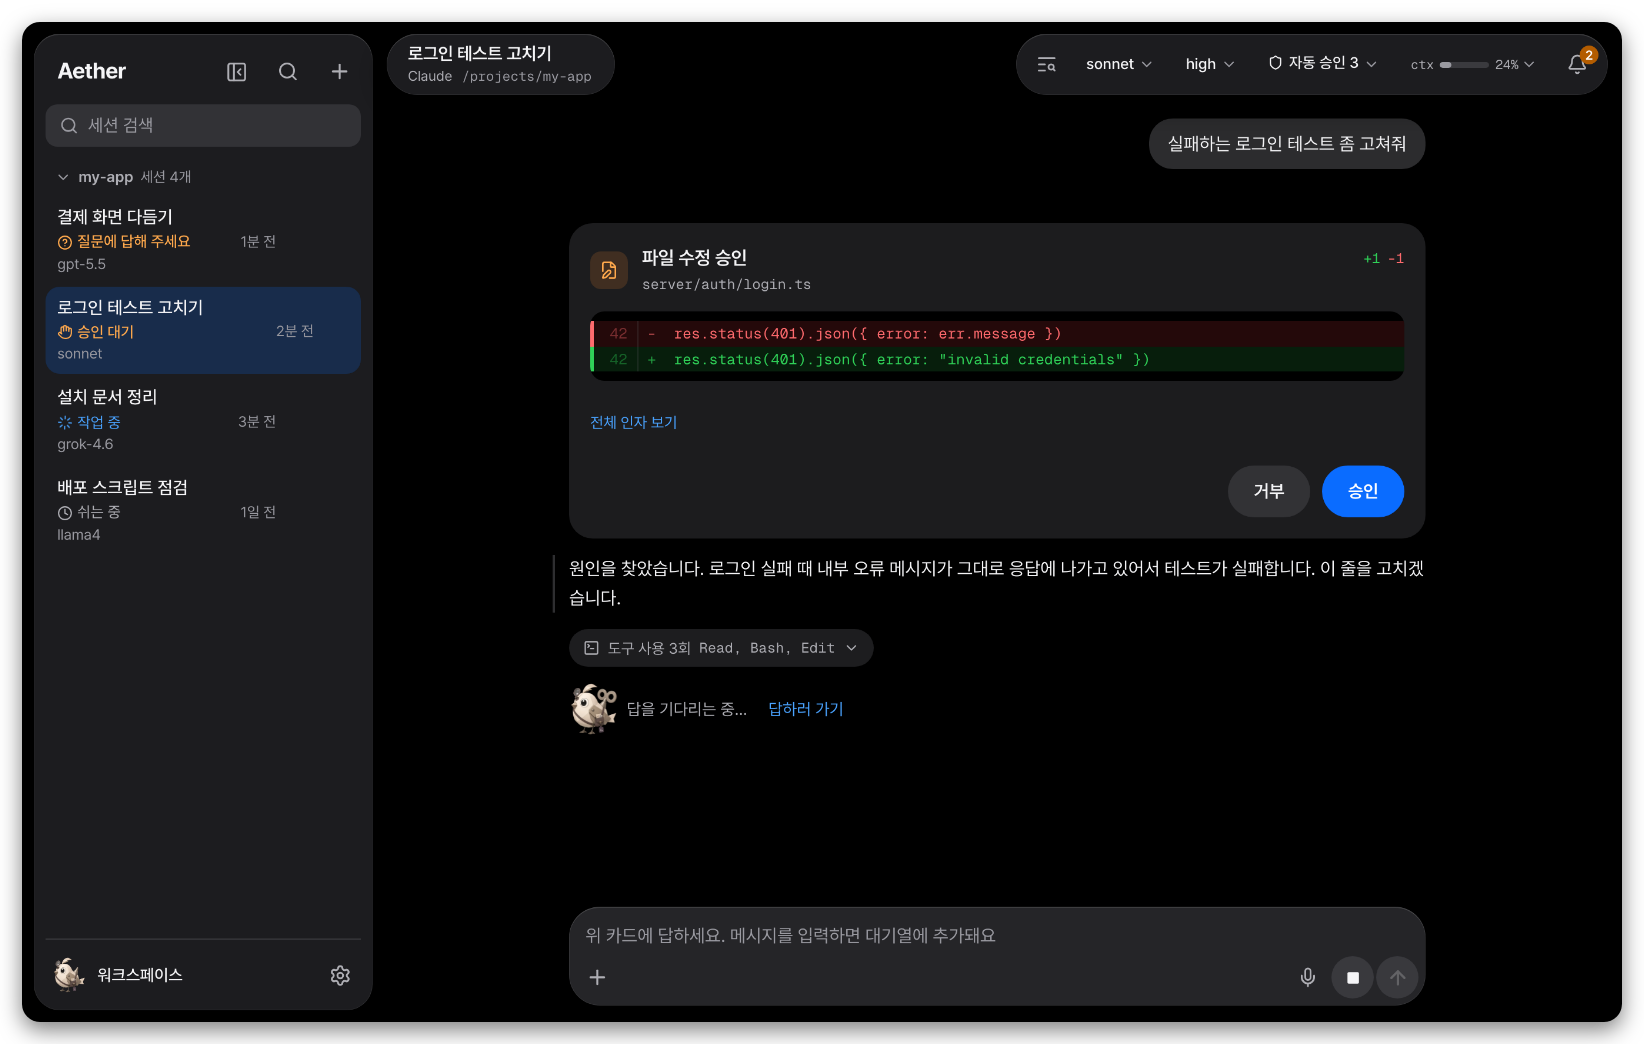 Aether
세션 검색
my-app 세션 4개
결제 화면 다듬기
질문에 답해 주세요 1분 전
gpt-5.5
로그인 테스트 고치기
승인 대기 2분 전
sonnet
설치 문서 정리
작업 중 3분 전
grok-4.6
배포 스크립트 점검
쉬는 중 1일 전
llama4
워크스페이스
로그인 테스트 고치기
Claude /projects/my-app
sonnet high 자동 승인 3 ctx 24% 2
실패하는 로그인 테스트 좀 고쳐줘
파일 수정 승인 +1 -1
server/auth/login.ts
42 - res.status(401).json({ error: err.message })
42 + res.status(401).json({ error: "invalid credentials" })
전체 인자 보기
거부 승인
원인을 찾았습니다. 로그인 실패 때 내부 오류 메시지가 그대로 응답에 나가고 있어서 테스트가 실패합니다. 이 줄을 고치겠
습니다.
도구 사용 3회 Read, Bash, Edit
답을 기다리는 중... 답하러 가기
위 카드에 답하세요. 메시지를 입력하면 대기열에 추가돼요